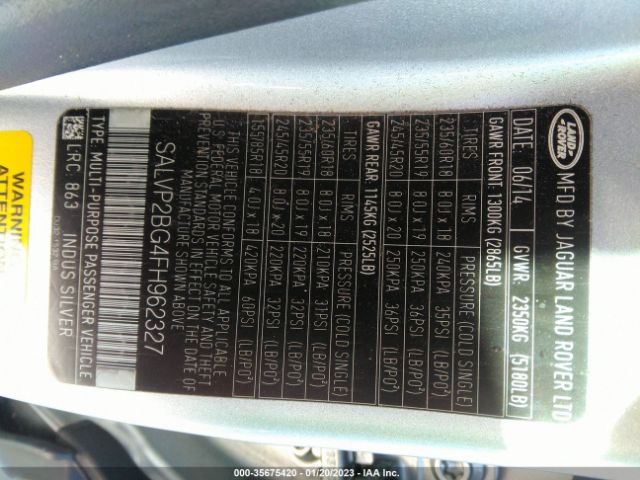 LAND
ROVER
MFD BY JAGUAR LAND ROVER LTD
DATE: 06/14 GVWR: 2350KG (5180LB)
GAWR FRONT: 1300KG (2865LB)
TIRES RIMS PRESSURE (COLD SINGLE)
235/60R18 8.0J x 18 240KPA 35PSI (LB/PO²)
235/55R19 8.0J x 19 250KPA 36PSI (LB/PO²)
245/45R20 8.0J x 20 250KPA 36PSI (LB/PO²)
GAWR REAR: 1145KG (2525LB)
TIRES RIMS PRESSURE (COLD SINGLE)
235/60R18 8.0J x 18 210KPA 31PSI (LB/PO²)
235/55R19 8.0J x 19 220KPA 32PSI (LB/PO²)
245/45R20 8.0J x 20 220KPA 32PSI (LB/PO²)
155/85R18 4.0J x 18 420KPA 60PSI (LB/PO²)
THIS VEHICLE CONFORMS TO ALL APPLICABLE
U.S FEDERAL MOTOR VEHICLE SAFETY AND THEFT
PREVENTION STANDARDS IN EFFECT ON THE DATE OF
MANUFACTURE SHOWN ABOVE
SALVP2BG4FH962327
TYPE: MULTI-PURPOSE PASSENGER VEHICLE
LRC: 863 INDUS SILVER
WARNING
ATTENTION
000-35675420 - 01/20/2023 - IAA Inc.